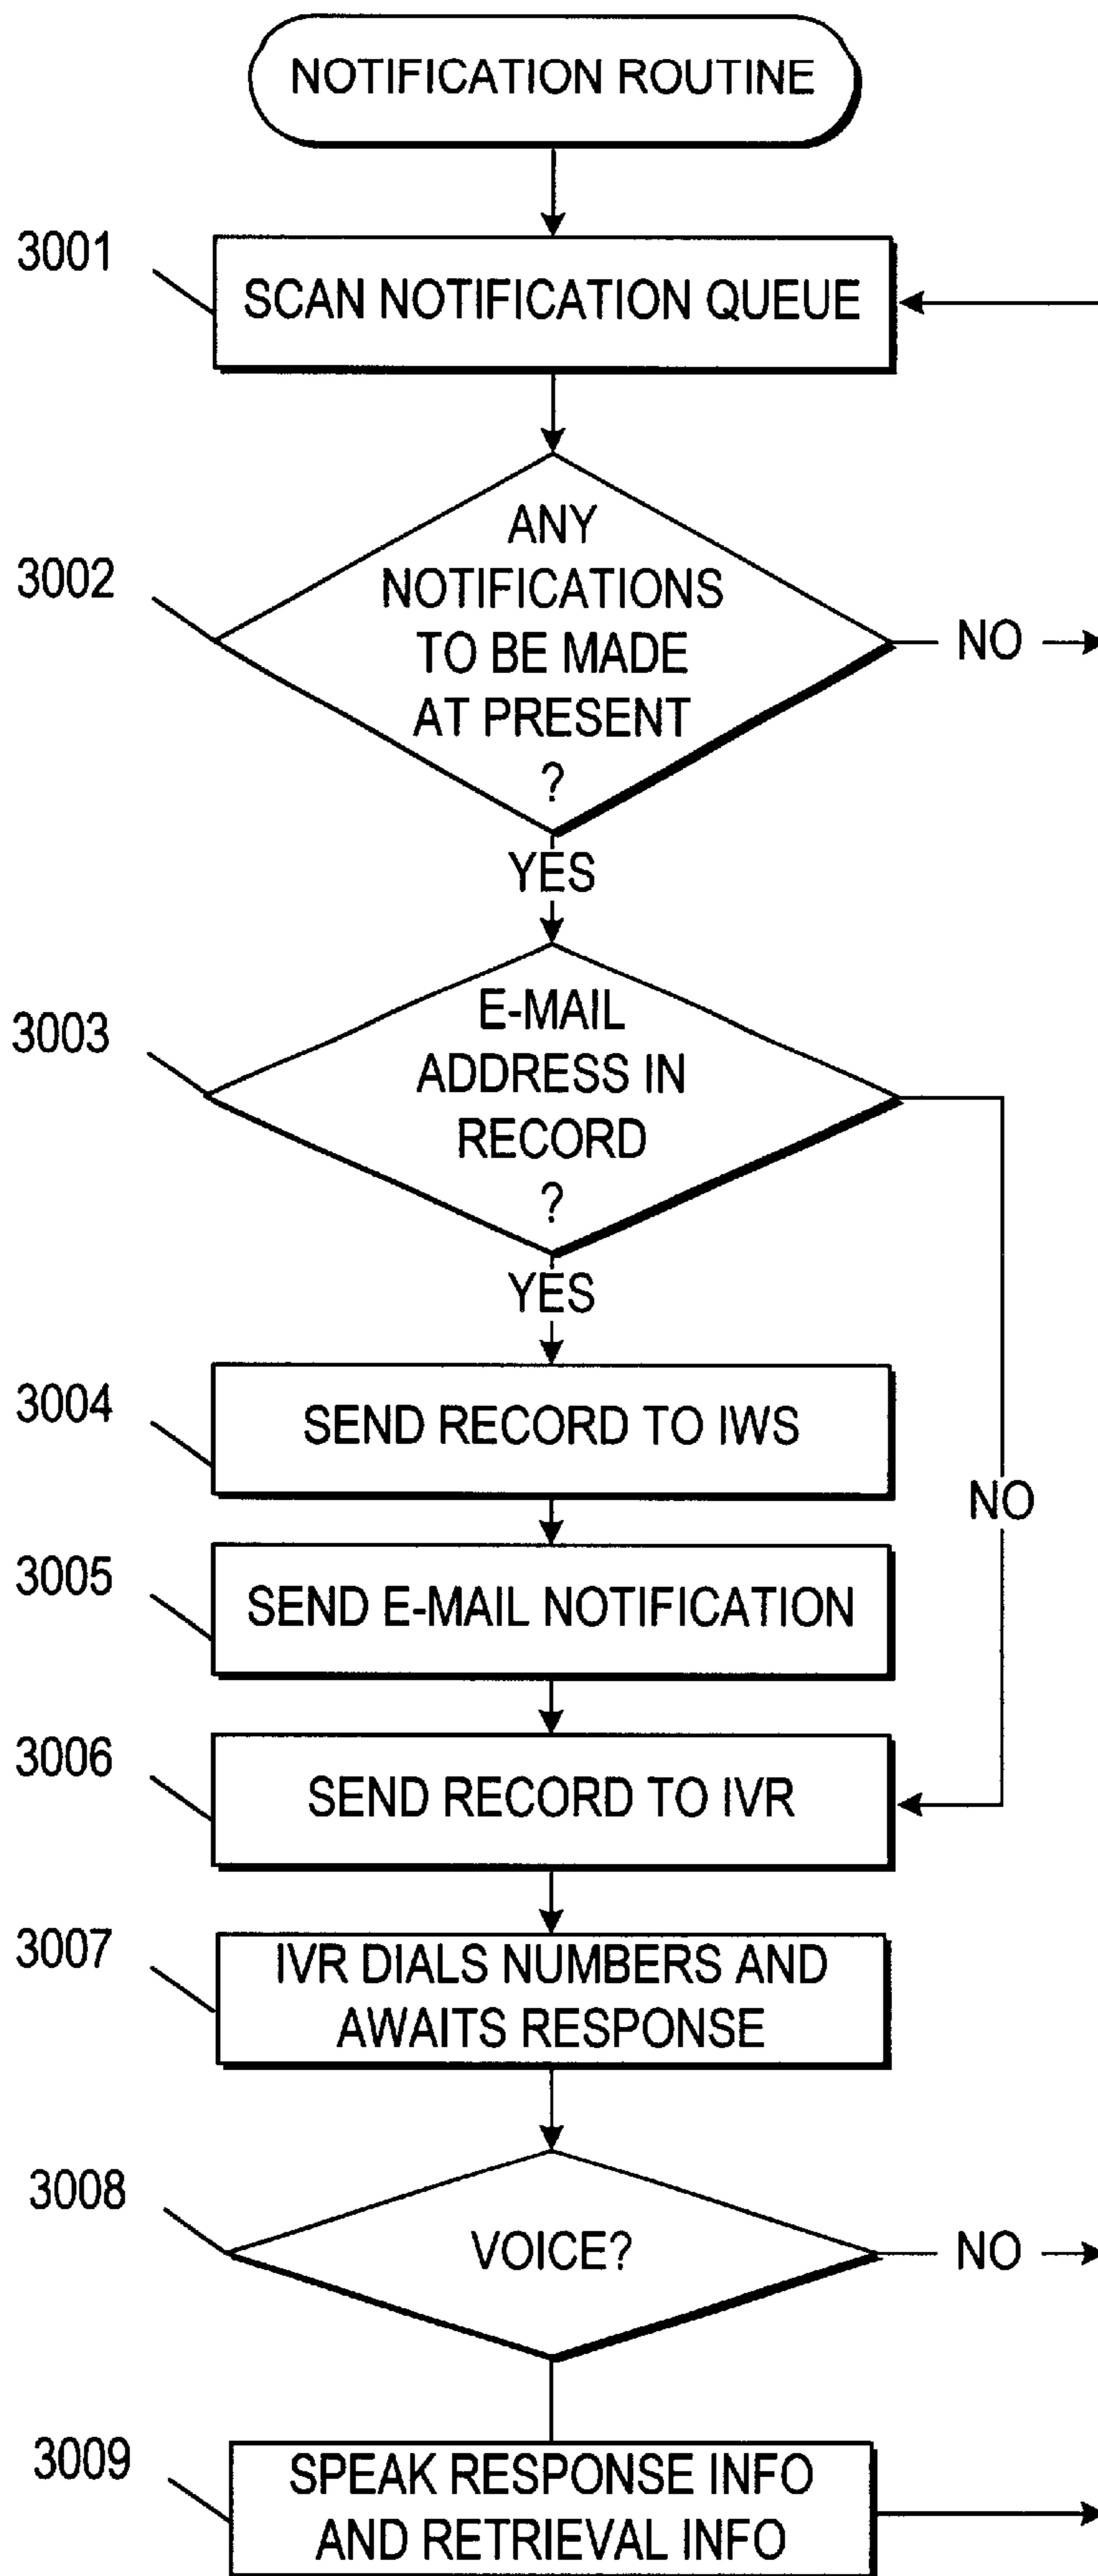 NOTIFICATION ROUTINE
3001
SCAN NOTIFICATION QUEUE
3002
ANY
NOTIFICATIONS
TO BE MADE
AT PRESENT
?
NO
YES
3003
E-MAIL
ADDRESS IN
RECORD
?
YES
3004
SEND RECORD TO IWS
NO
3005
SEND E-MAIL NOTIFICATION
3006
SEND RECORD TO IVR
3007
IVR DIALS NUMBERS AND
AWAITS RESPONSE
3008
VOICE?
NO
3009
SPEAK RESPONSE INFO
AND RETRIEVAL INFO